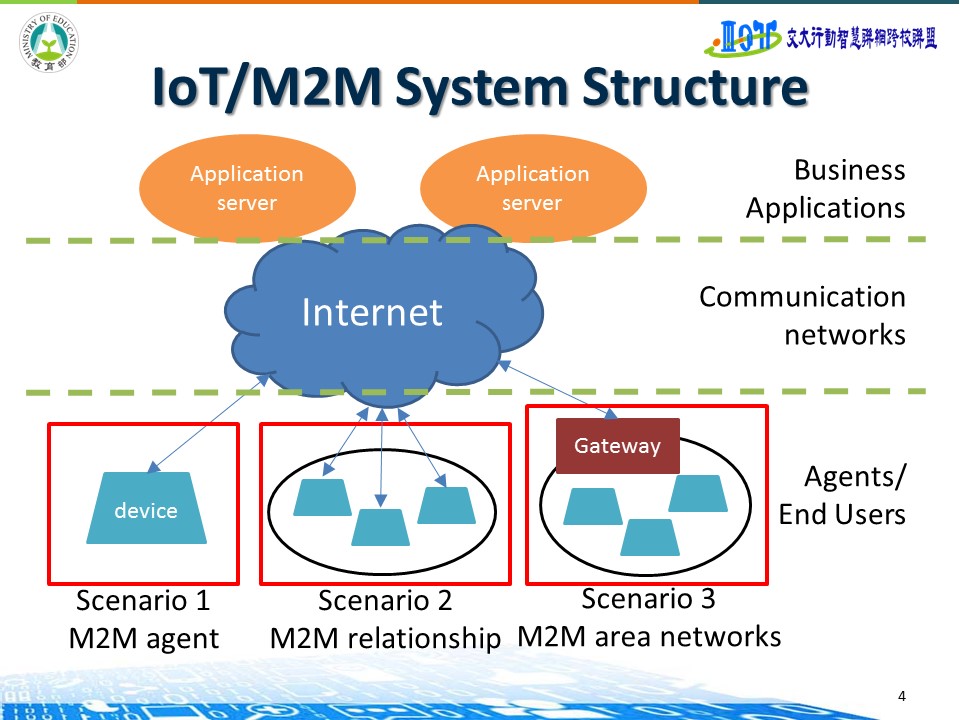 MINISTRY OF EDUCATION
教育部
IoT
交大行動智慧聯網跨校聯盟
IoT/M2M System Structure
Application
server
Application
server
Business
Applications
Internet
Communication
networks
Gateway
device
Agents/
End Users
Scenario 1
M2M agent
Scenario 2
M2M relationship
Scenario 3
M2M area networks
4